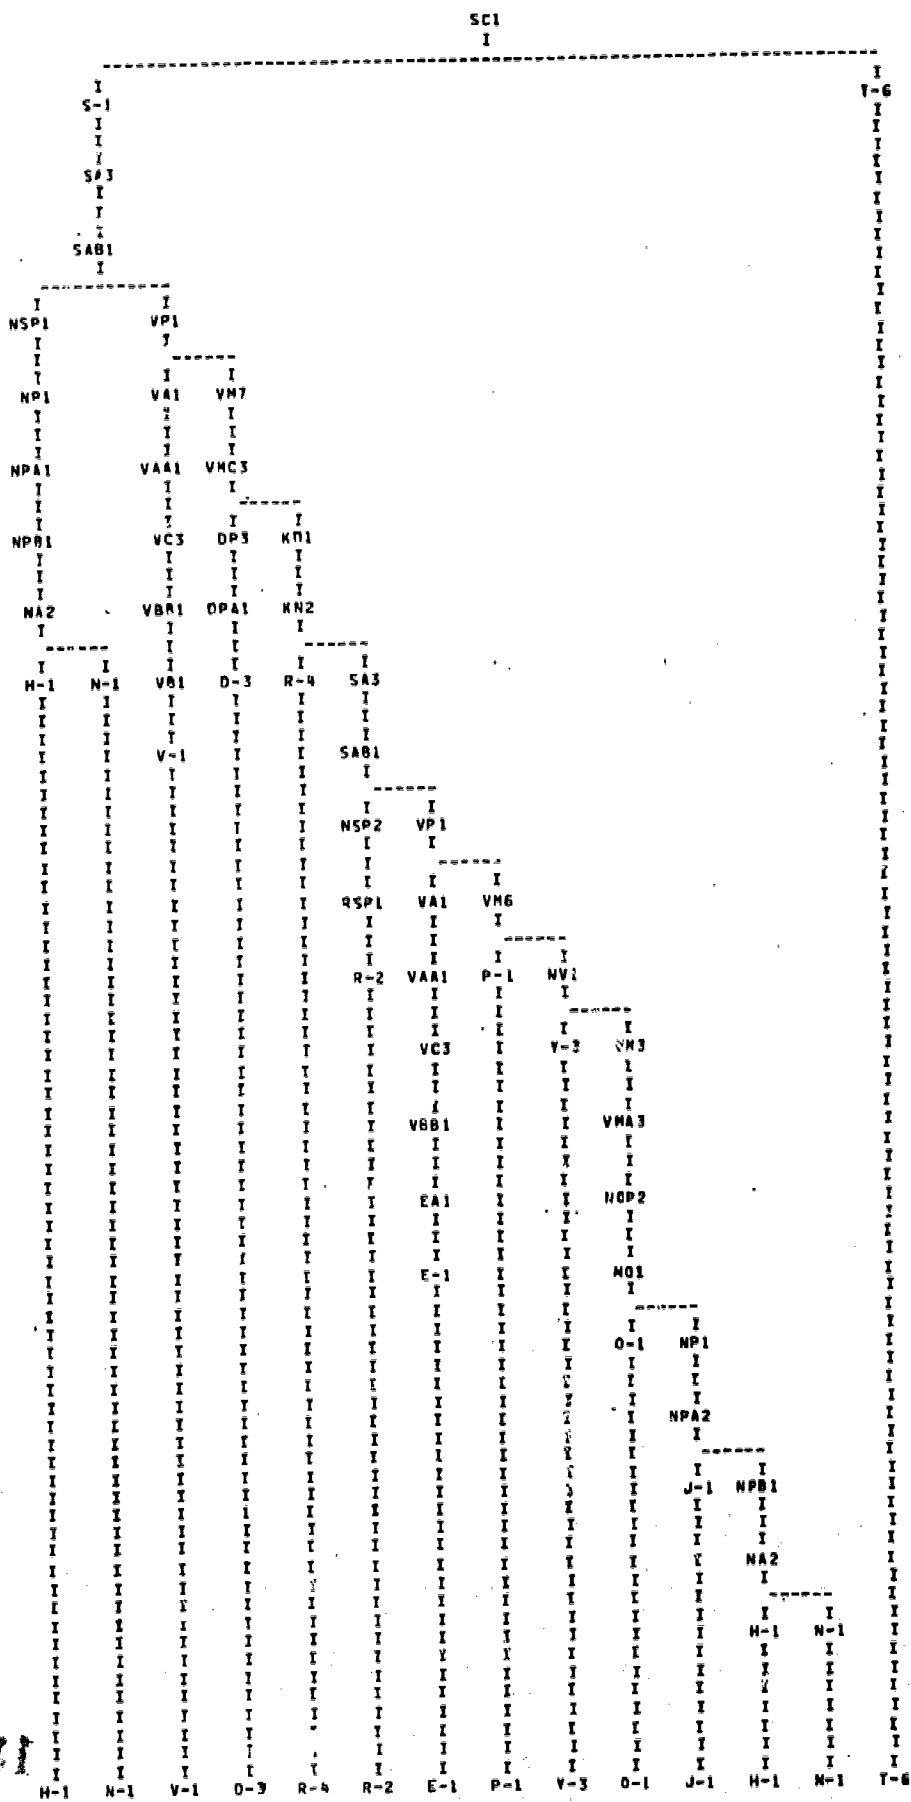 SC1
S-1 T-6
SA3
SAB1
NSP1 VP1
NP1 VA1 VM7
NPA1 VAA1 VMC3
NPB1 VC3 DP3 KN1
NA2 VBB1 DPA1 KN2
H-1 N-1 VB1 D-3 R-4 SA3
V-1 SAB1
NSP2 VP1
RSP1 VA1 VM6
R-2 VAA1 P-1 NV1
VC3 V-3 VM3
VBB1 VMA3
EA1 NOP2
E-1 NO1
O-1 NP1
NPA2
J-1 NPB1
NA2
H-1 N-1
H-1 N-1 V-1 D-3 R-4 R-2 E-1 P-1 V-3 O-1 J-1 H-1 N-1 T-6